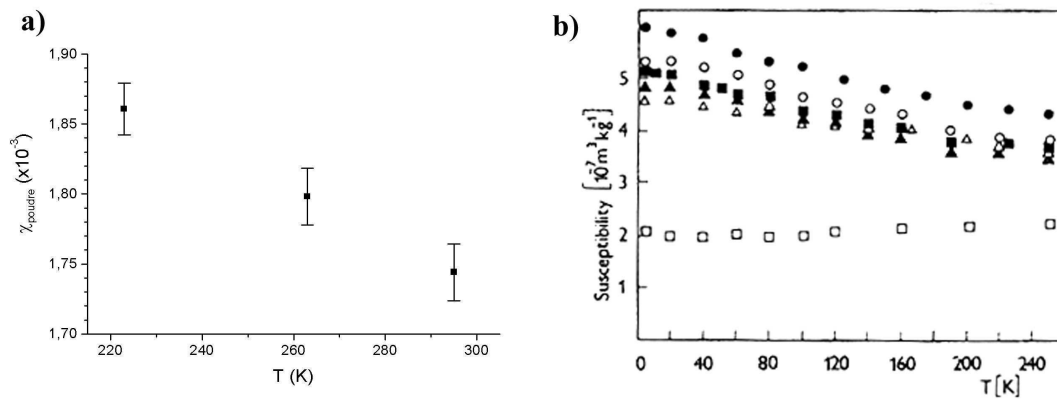 a)
1,90
1,85
1,80
1,75
1,70
χpoudre (x10⁻³)
220 240 260 280 300
T (K)
b)
5
4
3
2
1
Susceptibility [10⁻⁷m³kg⁻¹]
0 40 80 120 160 200 240
T[K]